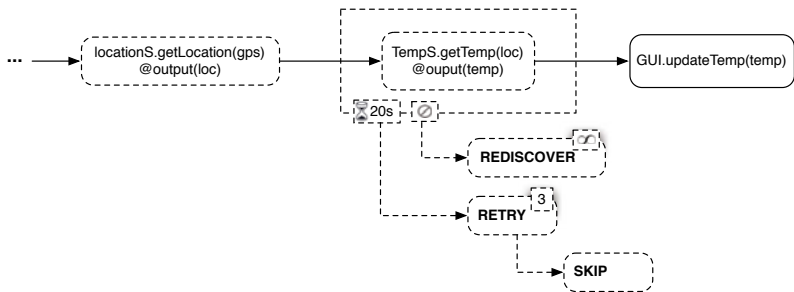 ...
locationS.getLocation(gps)
@output(loc)
TempS.getTemp(loc)
@ouput(temp)
GUI.updateTemp(temp)
20s
REDISCOVER
∞
RETRY
3
SKIP